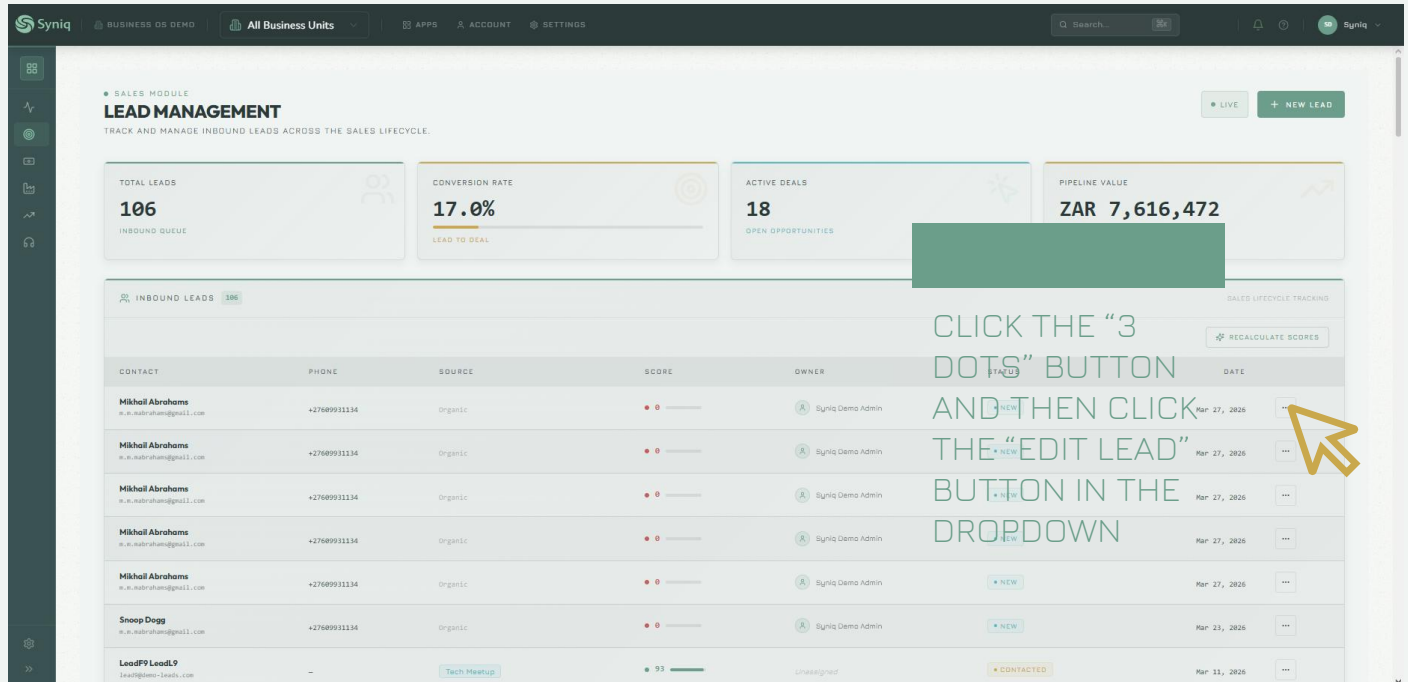 Syniq
BUSINESS OS DEMO
All Business Units
APPS
ACCOUNT
SETTINGS
Search...
⌘K
SD
Syniq
SALES MODULE
LEAD MANAGEMENT
TRACK AND MANAGE INBOUND LEADS ACROSS THE SALES LIFECYCLE.
LIVE
+ NEW LEAD
TOTAL LEADS
106
INBOUND QUEUE
CONVERSION RATE
17.0%
LEAD TO DEAL
ACTIVE DEALS
18
OPEN OPPORTUNITIES
PIPELINE VALUE
ZAR 7,616,472
INBOUND LEADS 106
SALES LIFECYCLE TRACKING
RECALCULATE SCORES
CLICK THE “3
DOTS” BUTTON
AND THEN CLICK
THE “EDIT LEAD”
BUTTON IN THE
DROPDOWN
CONTACT PHONE SOURCE SCORE OWNER STATUS DATE
Mikhail Abrahams
m.m.mabrahams@gmail.com
+27609931134 Organic 0 Syniq Demo Admin NEW Mar 27, 2026 ...
Mikhail Abrahams
m.m.mabrahams@gmail.com
+27609931134 Organic 0 Syniq Demo Admin NEW Mar 27, 2026 ...
Mikhail Abrahams
m.m.mabrahams@gmail.com
+27609931134 Organic 0 Syniq Demo Admin NEW Mar 27, 2026 ...
Mikhail Abrahams
m.m.mabrahams@gmail.com
+27609931134 Organic 0 Syniq Demo Admin NEW Mar 27, 2026 ...
Mikhail Abrahams
m.m.mabrahams@gmail.com
+27609931134 Organic 0 Syniq Demo Admin NEW Mar 27, 2026 ...
Snoop Dogg
m.m.mabrahams@gmail.com
+27609931134 Organic 0 Syniq Demo Admin NEW Mar 23, 2026 ...
LeadF9 LeadL9
lead9@demo-leads.com
– Tech Meetup 93 Unassigned CONTACTED Mar 11, 2026 ...